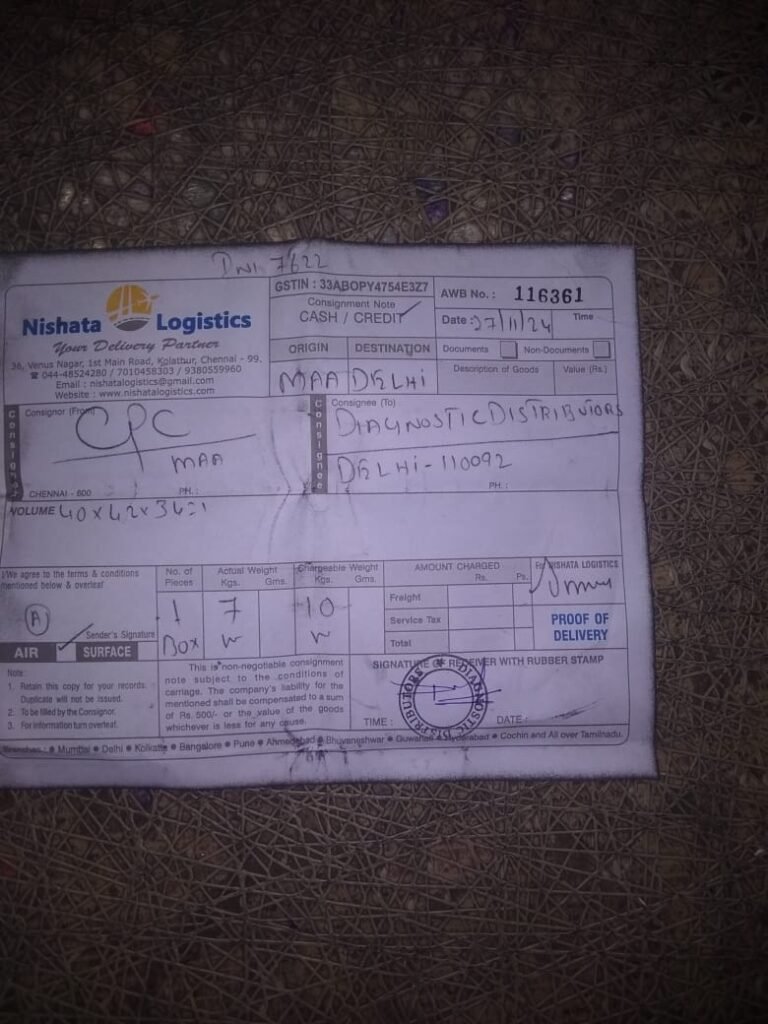 DNI 7622
Nishata Logistics
Your Delivery Partner
36, Venus Nagar, 1st Main Road, Kolathur, Chennai - 99.
☎ 044-48524280 / 7010458303 / 9380559960
Email : nishatalogistics@gmail.com
Website : www.nishatalogistics.com
GSTIN : 33ABOPY4754E3Z7
Consignment Note
CASH / CREDIT ✓
AWB No. : 116361
Date : 07/11/24 Time
ORIGIN DESTINATION
MAA DELHI
Documents Non-Documents
Description of Goods Value (Rs.)
Consignor
Consignor (From)
CPC
MAA
CHENNAI - 600 PH. :
Consignee
Consignee (To)
DIAGNOSTIC DISTRIBUTORS
DELHI - 110092
PH. :
VOLUME 40x42x34=1
I/We agree to the terms & conditions
mentioned below & overleaf
A
Sender's Signature
AIR ✓ SURFACE
No. of Pieces
1
Box
Actual Weight
Kgs. Gms.
7
Chargeable Weight
Kgs. Gms.
10
AMOUNT CHARGED
Rs. Ps.
Freight
Service Tax
Total
For NISHATA LOGISTICS
PROOF OF
DELIVERY
Note:
1. Retain this copy for your records.
Duplicate will not be issued.
2. To be filled by the Consignor.
3. For information turn overleaf.
This is non-negotiable consignment
note subject to the conditions of
carriage. The company's liability for the
mentioned shall be compensated to a sum
of Rs. 500/- or the value of the goods
whichever is less for any cause.
SIGNATURE OF RECEIVER WITH RUBBER STAMP
DIAGNOSTIC DISTRIBUTORS
TIME : DATE :
Branches : ● Mumbai ● Delhi ● Kolkatta ● Bangalore ● Pune ● Ahmedabad ● Bhuvaneshwar ● Guwahati ● Hyderabad ● Cochin and All over Tamilnadu.